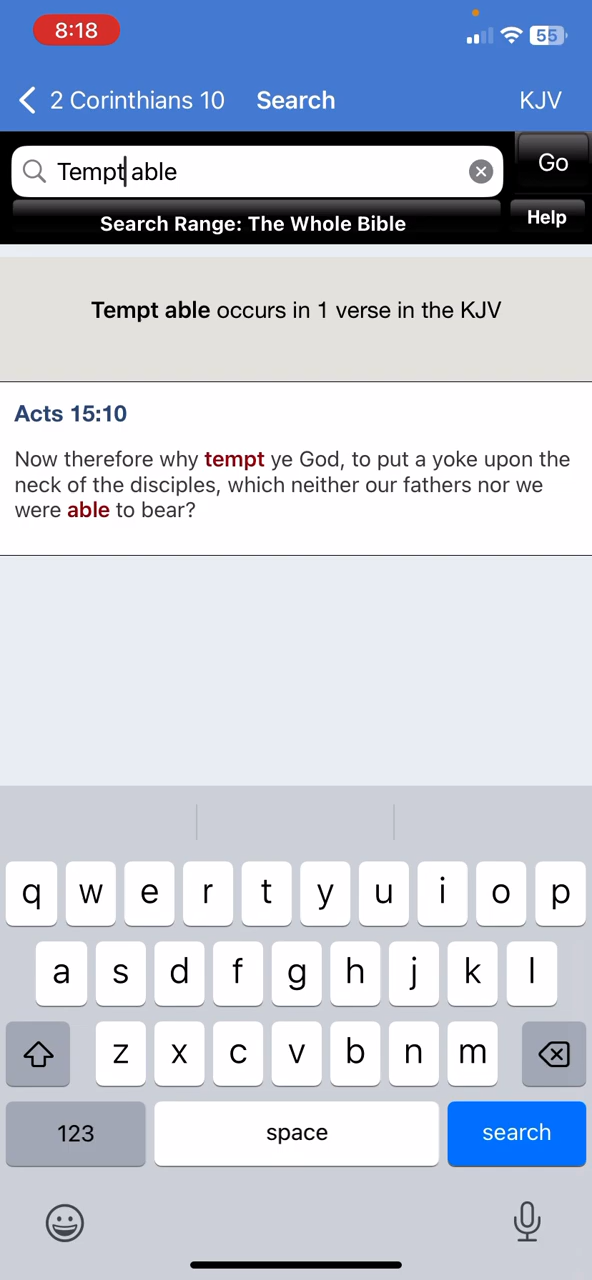 8:18
55
2 Corinthians 10 Search KJV
Tempt able
Go
Search Range: The Whole Bible
Help
Tempt able occurs in 1 verse in the KJV
Acts 15:10
Now therefore why tempt ye God, to put a yoke upon the
neck of the disciples, which neither our fathers nor we
were able to bear?
q w e r t y u i o p
a s d f g h j k l
z x c v b n m
123 space search